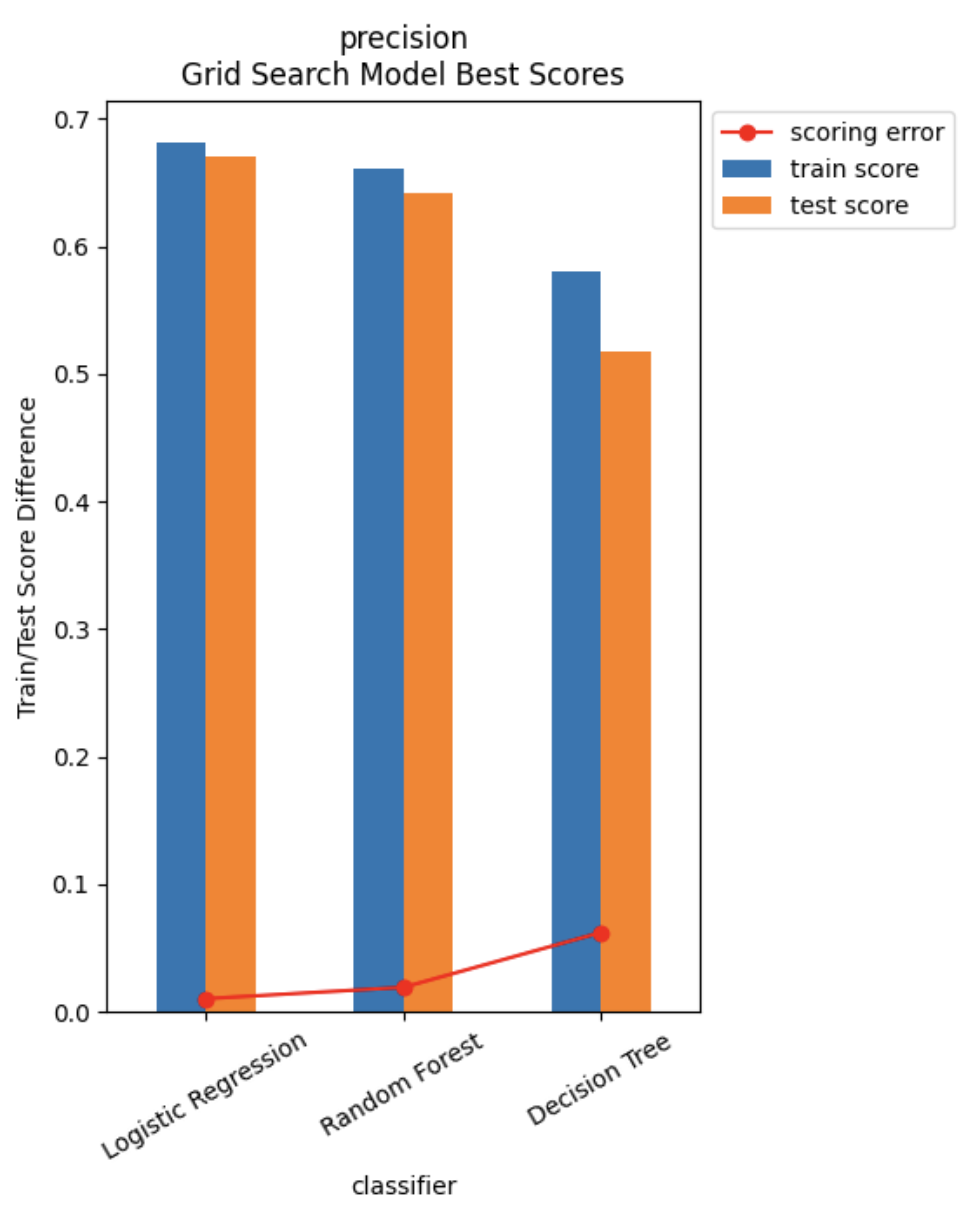 precision
Grid Search Model Best Scores
scoring error
train score
test score
Train/Test Score Difference
0.7
0.6
0.5
0.4
0.3
0.2
0.1
0.0
Logistic Regression
Random Forest
Decision Tree
classifier